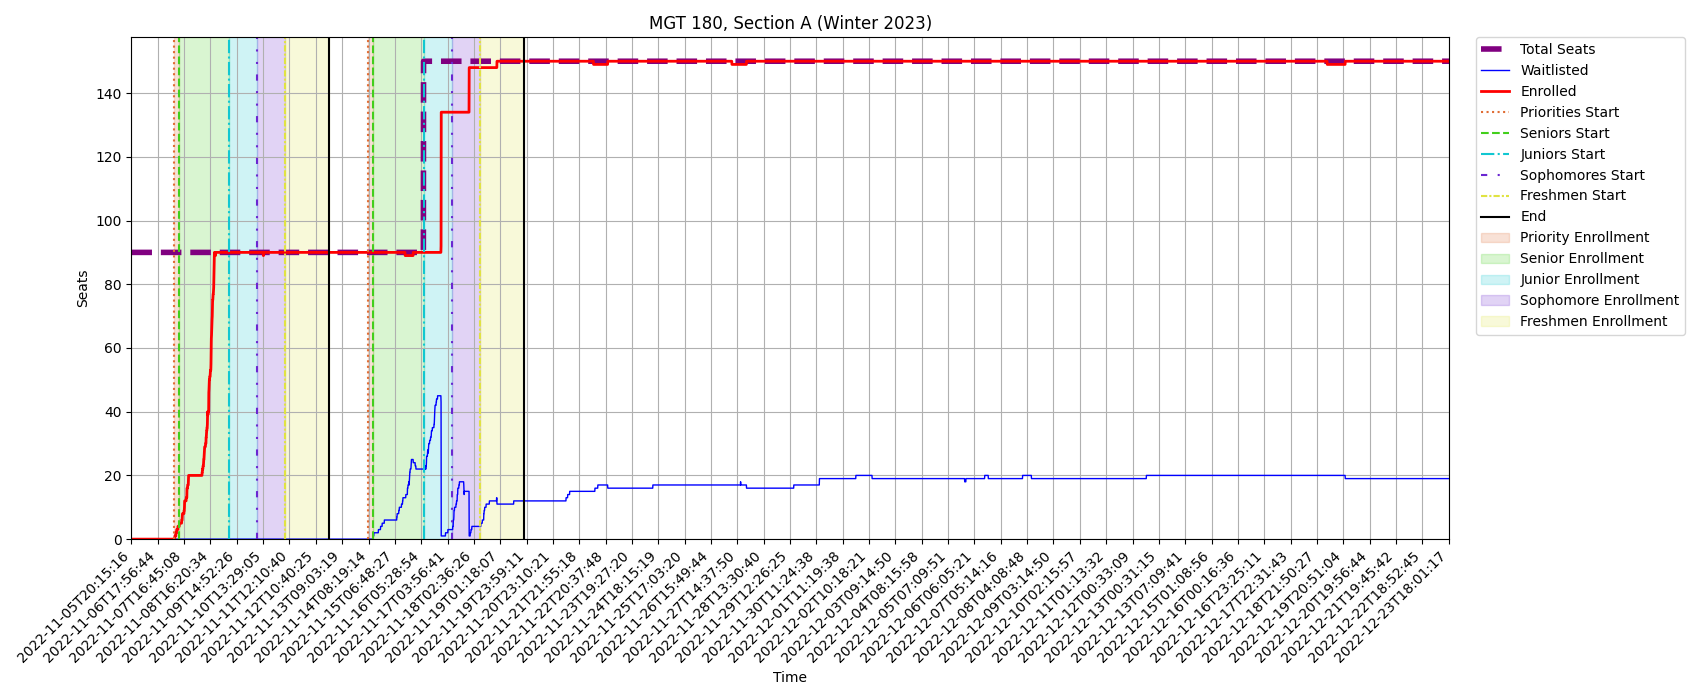 MGT 180, Section A (Winter 2023)
Seats
140
120
100
80
60
40
20
0
2022-11-05T20:15:16
2022-11-06T17:56:44
2022-11-07T16:45:08
2022-11-08T16:20:34
2022-11-09T14:52:26
2022-11-10T13:29:05
2022-11-11T12:10:40
2022-11-12T10:40:25
2022-11-13T09:03:19
2022-11-14T08:19:14
2022-11-15T06:48:27
2022-11-16T05:28:54
2022-11-17T03:56:41
2022-11-18T02:36:26
2022-11-19T01:18:07
2022-11-19T23:59:11
2022-11-20T23:10:21
2022-11-21T21:55:18
2022-11-22T20:37:48
2022-11-23T19:27:20
2022-11-24T18:15:19
2022-11-25T17:03:20
2022-11-26T15:49:44
2022-11-27T14:37:50
2022-11-28T13:30:40
2022-11-29T12:26:25
2022-11-30T11:24:38
2022-12-01T11:19:38
2022-12-02T10:18:21
2022-12-03T09:14:50
2022-12-04T08:15:58
2022-12-05T07:09:51
2022-12-06T06:05:21
2022-12-07T05:14:16
2022-12-08T04:08:48
2022-12-09T03:14:50
2022-12-10T02:15:57
2022-12-11T01:13:32
2022-12-12T00:33:09
2022-12-13T00:31:15
2022-12-13T07:09:41
2022-12-15T01:08:56
2022-12-16T00:16:36
2022-12-16T23:25:11
2022-12-17T22:31:43
2022-12-18T21:50:27
2022-12-19T20:51:04
2022-12-20T19:56:44
2022-12-21T19:45:42
2022-12-22T18:52:45
2022-12-23T18:01:17
Time
Total Seats
Waitlisted
Enrolled
Priorities Start
Seniors Start
Juniors Start
Sophomores Start
Freshmen Start
End
Priority Enrollment
Senior Enrollment
Junior Enrollment
Sophomore Enrollment
Freshmen Enrollment